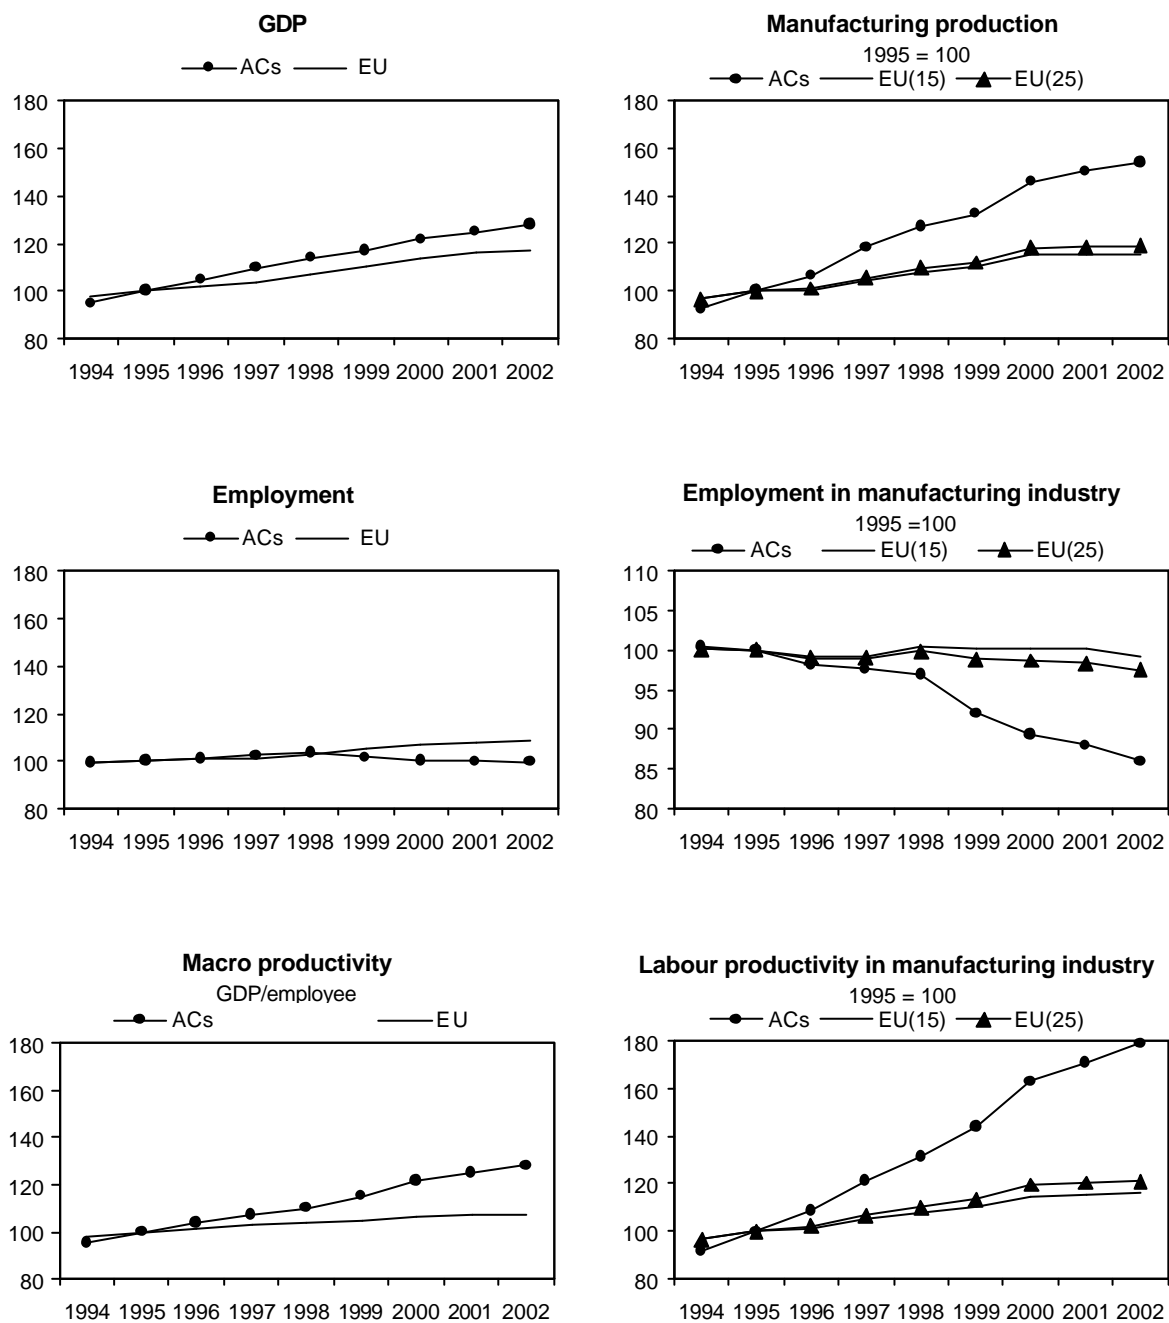 GDP
ACs EU
180
160
140
120
100
80
1994 1995 1996 1997 1998 1999 2000 2001 2002
Manufacturing production
1995 = 100
ACs EU(15) EU(25)
180
160
140
120
100
80
1994 1995 1996 1997 1998 1999 2000 2001 2002
Employment
ACs EU
180
160
140
120
100
80
1994 1995 1996 1997 1998 1999 2000 2001 2002
Employment in manufacturing industry
1995 =100
ACs EU(15) EU(25)
110
105
100
95
90
85
80
1994 1995 1996 1997 1998 1999 2000 2001 2002
Macro productivity
GDP/employee
ACs EU
180
160
140
120
100
80
1994 1995 1996 1997 1998 1999 2000 2001 2002
Labour productivity in manufacturing industry
1995 = 100
ACs EU(15) EU(25)
180
160
140
120
100
80
1994 1995 1996 1997 1998 1999 2000 2001 2002